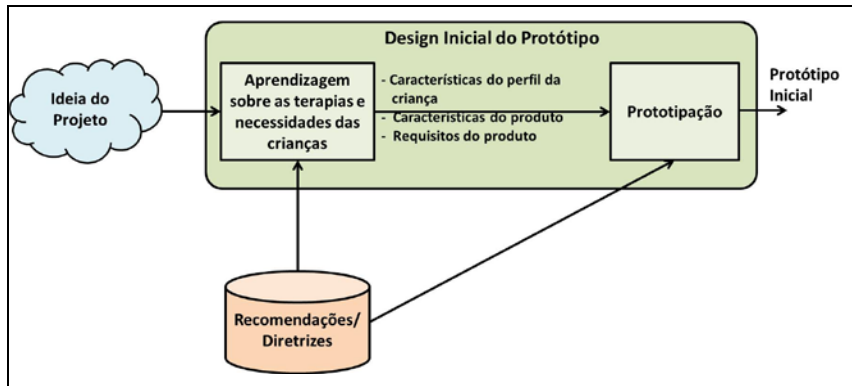 Design Inicial do Protótipo
Ideia do
Projeto
Aprendizagem
sobre as terapias e
necessidades das
crianças
- Características do perfil da
criança
- Características do produto
- Requisitos do produto
Prototipação
Protótipo
Inicial
Recomendações/
Diretrizes